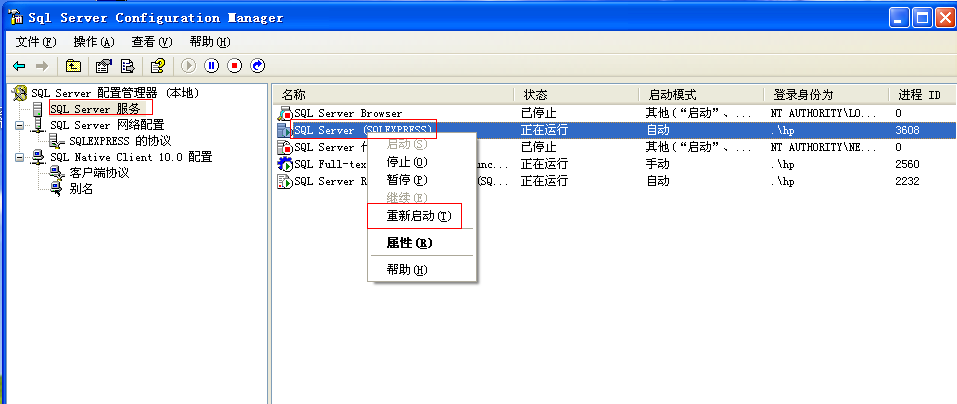 Sql Server Configuration Manager
文件(F) 操作(A) 查看(V) 帮助(H)
SQL Server 配置管理器 (本地)
SQL Server 服务
SQL Server 网络配置
SQLEXPRESS 的协议
SQL Native Client 10.0 配置
客户端协议
别名
名称 状态 启动模式 登录身份为 进程 ID
SQL Server Browser 已停止 其他(“启动”、... NT AUTHORITY\LO... 0
SQL Server (SQLEXPRESS) 正在运行 自动 .\hp 3608
SQL Server 已停止 其他(“启动”、... NT AUTHORITY\NE... 0
SQL Full-tex unc... 正在运行 手动 .\hp 2560
SQL Server R (SQ... 正在运行 自动 .\hp 2232
启动(S)
停止(O)
暂停(P)
继续(E)
重新启动(T)
属性(R)
帮助(H)